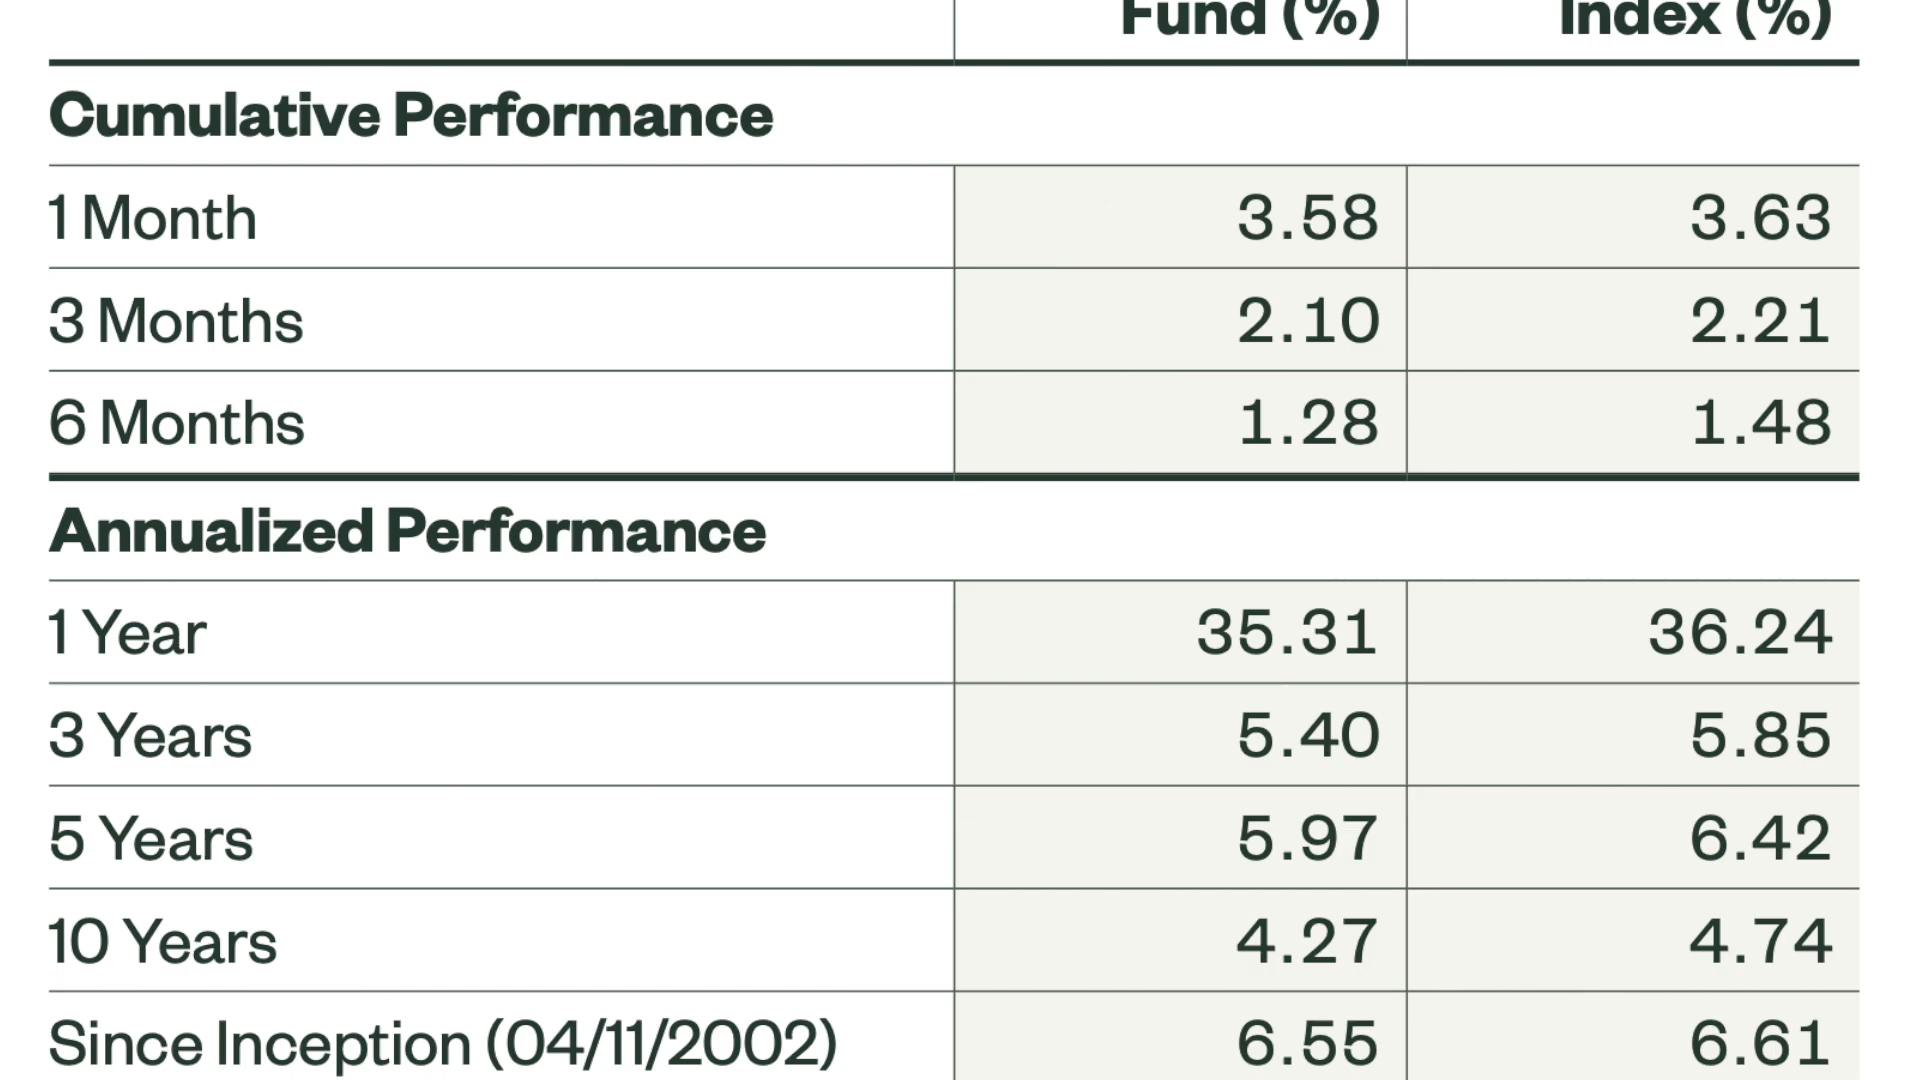 Fund (%) Index (%)
Cumulative Performance
1 Month 3.58 3.63
3 Months 2.10 2.21
6 Months 1.28 1.48
Annualized Performance
1 Year 35.31 36.24
3 Years 5.40 5.85
5 Years 5.97 6.42
10 Years 4.27 4.74
Since Inception (04/11/2002) 6.55 6.61